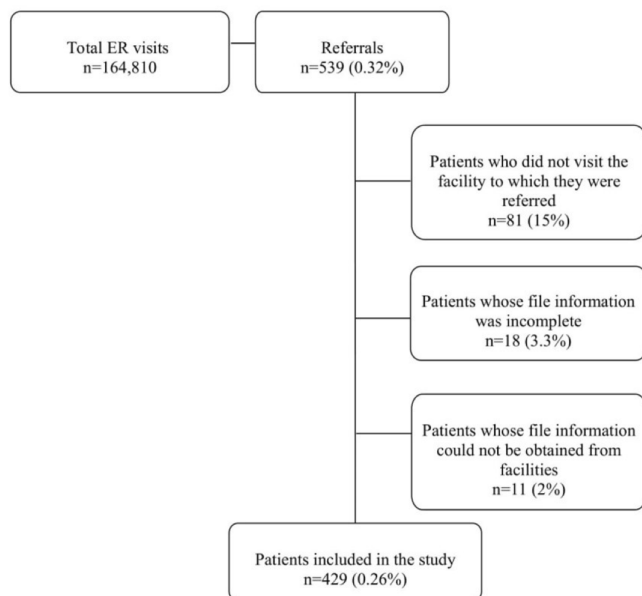 Total ER visits
n=164,810
Referrals
n=539 (0.32%)
Patients who did not visit the
facility to which they were
referred
n=81 (15%)
Patients whose file information
was incomplete
n=18 (3.3%)
Patients whose file information
could not be obtained from
facilities
n=11 (2%)
Patients included in the study
n=429 (0.26%)